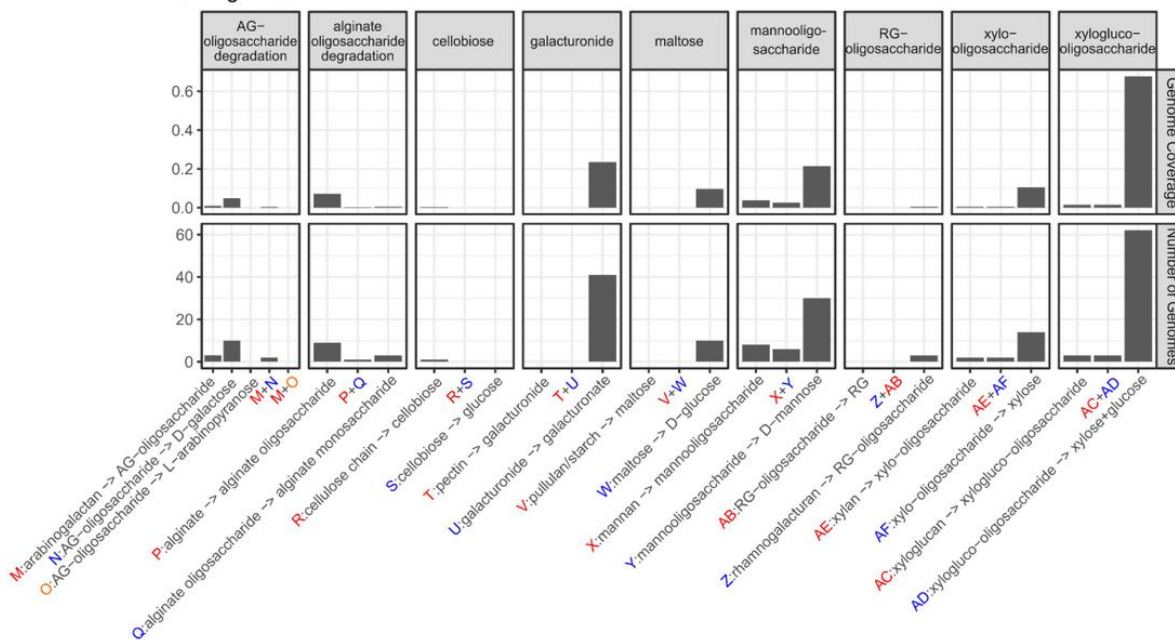 AG−
oligosaccharide
degradation
alginate
oligosaccharide
degradation
cellobiose
galacturonide
maltose
mannooligo-
saccharide
RG−
oligosaccharide
xylo−
oligosaccharide
xylogluco−
oligosaccharide
0.6
0.4
0.2
0.0
Genome Coverage
60
40
20
0
Number of Genomes
M:arabinogalactan -> AG−oligosaccharide
N:AG−oligosaccharide -> D−galactose
O:AG−oligosaccharide -> L−arabinopyranose
M+N
M+O
P:alginate -> alginate oligosaccharide
P+Q
Q:alginate oligosaccharide -> alginate monosaccharide
R:cellulose chain -> cellobiose
R+S
S:cellobiose -> glucose
T:pectin -> galacturonide
T+U
U:galacturonide -> galacturonate
V:pullulan/starch -> maltose
V+W
W:maltose -> D−glucose
X:mannan -> mannooligosaccharide
X+Y
Y:mannooligosaccharide -> D−mannose
AB:RG−oligosaccharide -> RG
Z+AB
Z:rhamnogalacturan -> RG−oligosaccharide
AE:xylan -> xylo−oligosaccharide
AE+AF
AF:xylo−oligosaccharide -> xylose
AC:xyloglucan -> xylogluco−oligosaccharide
AC+AD
AD:xylogluco−oligosaccharide -> xylose+glucose